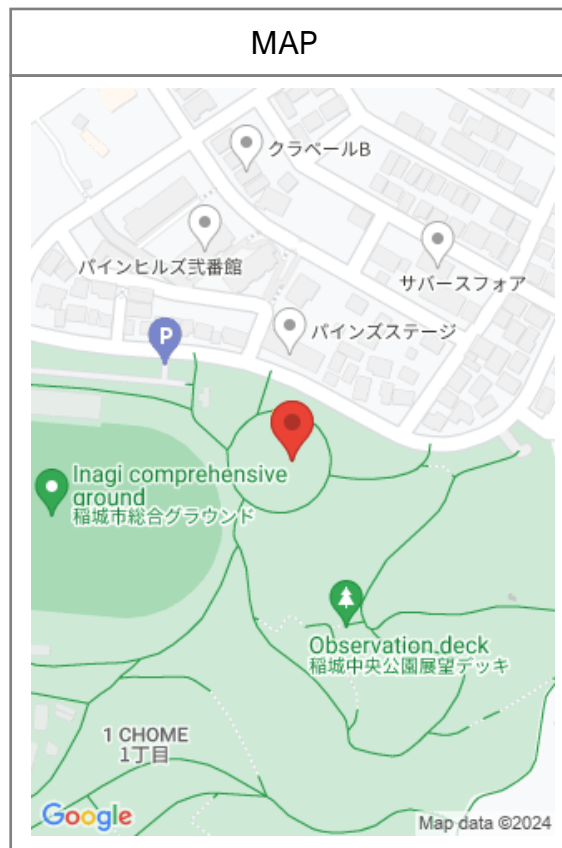 MAP
クラペールB
パインヒルズ弐番館
サバースフォア
P
パインズステージ
Inagi comprehensive
ground
稲城市総合グラウンド
Observation deck
稲城中央公園展望デッキ
1 CHOME
1丁目
Google
Map data ©2024